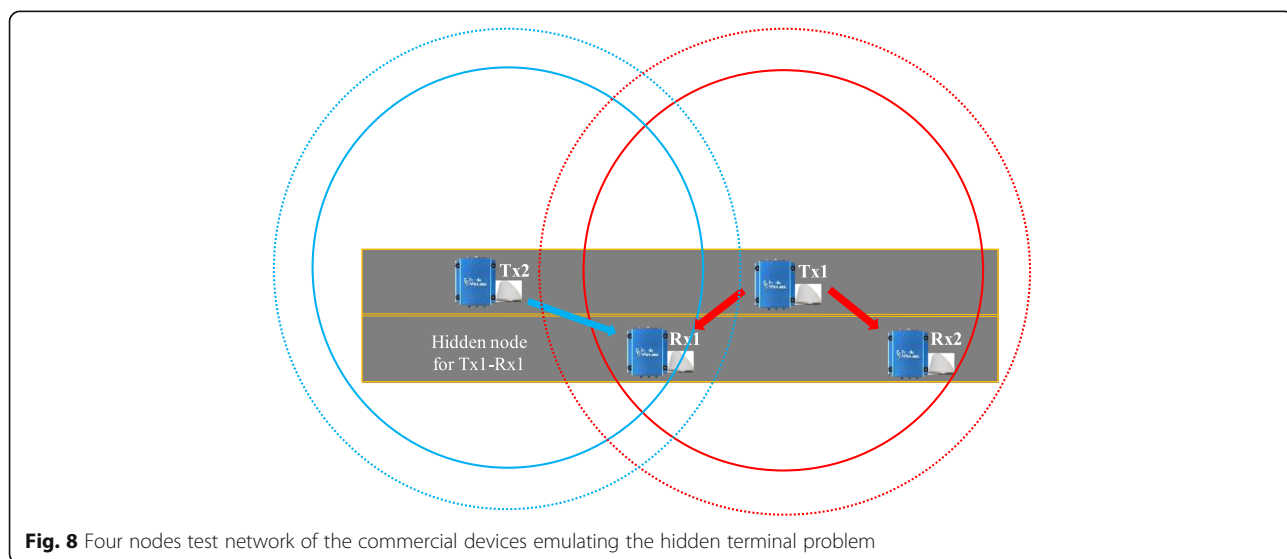 Tx2
Tx1
Hidden node
for Tx1-Rx1
Rx1
Rx2
Fig. 8 Four nodes test network of the commercial devices emulating the hidden terminal problem